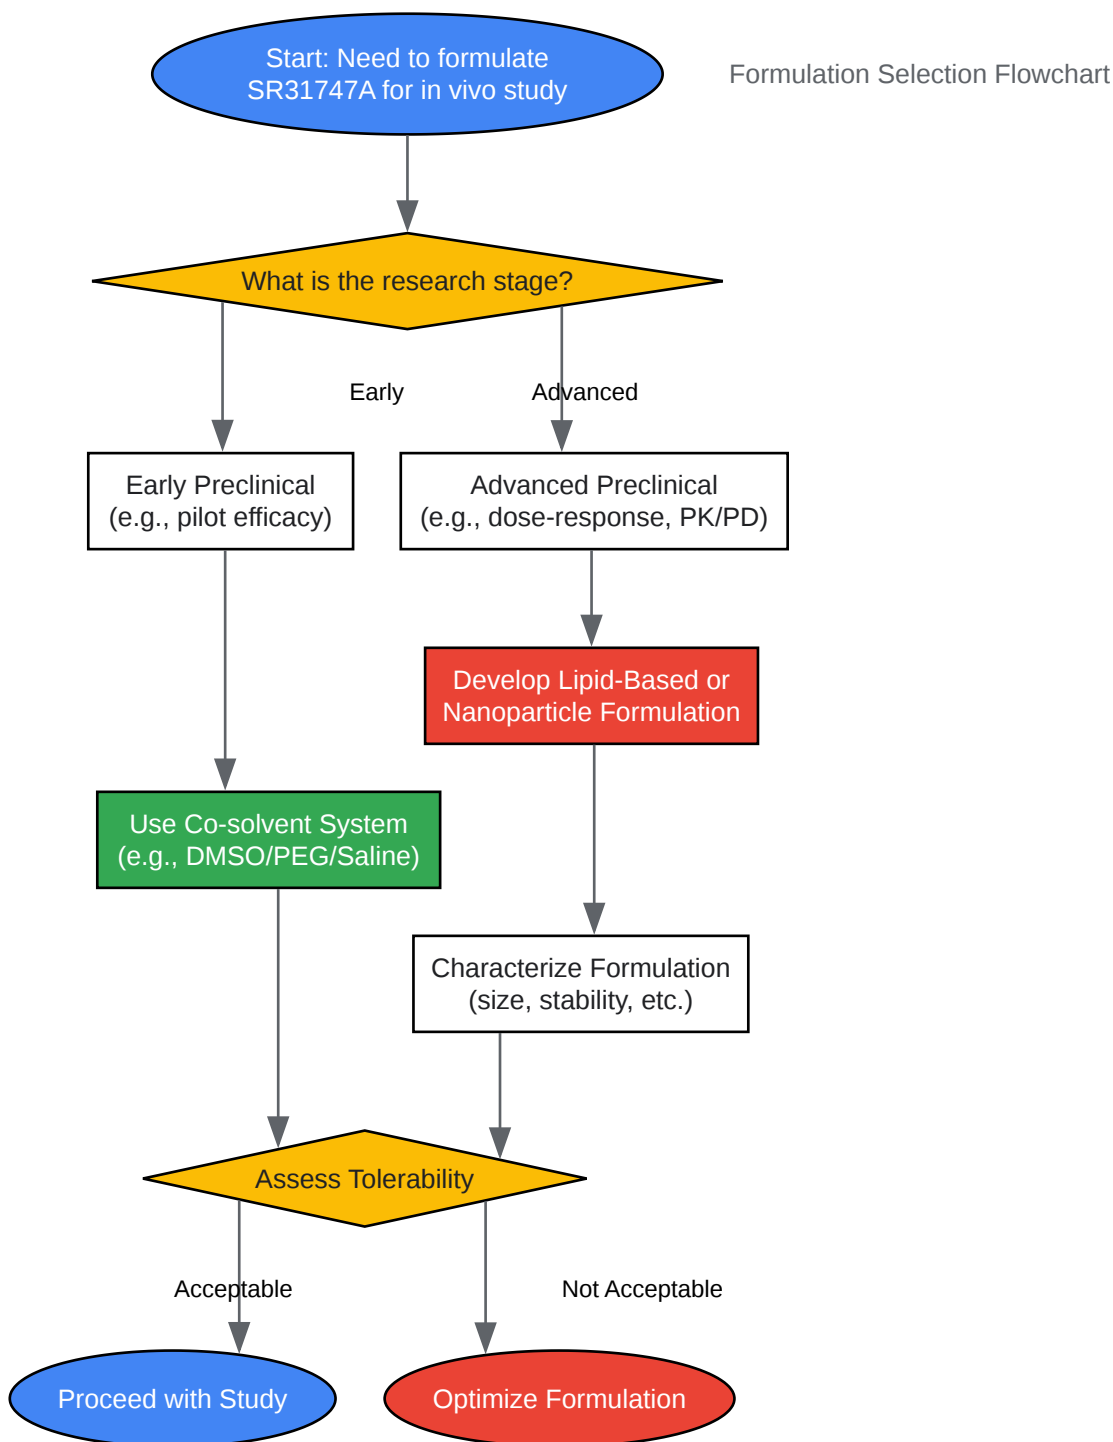 Start: Need to formulate
SR31747A for in vivo study
Formulation Selection Flowchart
What is the research stage?
Early
Advanced
Early Preclinical
(e.g., pilot efficacy)
Advanced Preclinical
(e.g., dose-response, PK/PD)
Develop Lipid-Based or
Nanoparticle Formulation
Use Co-solvent System
(e.g., DMSO/PEG/Saline)
Characterize Formulation
(size, stability, etc.)
Assess Tolerability
Acceptable
Not Acceptable
Proceed with Study
Optimize Formulation